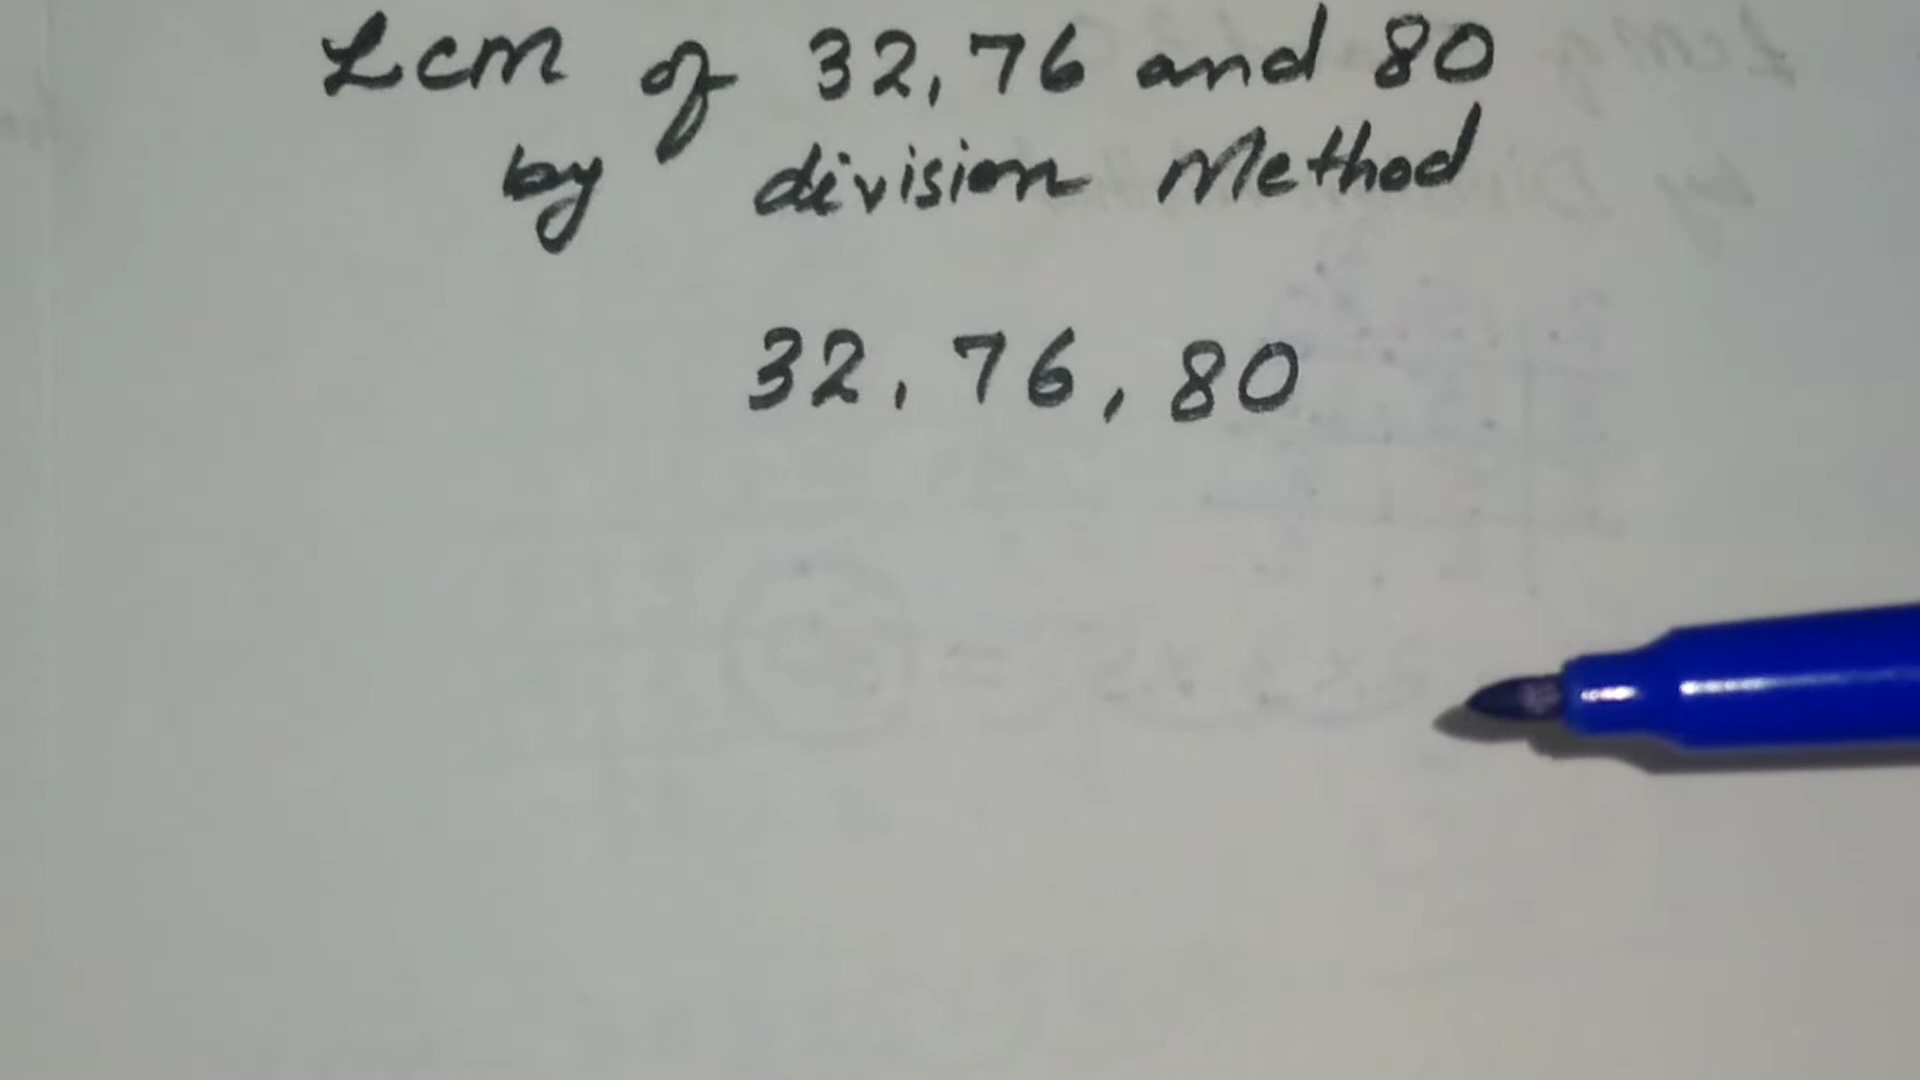 Lcm of 32, 76 and 80
by division Method
32, 76, 80